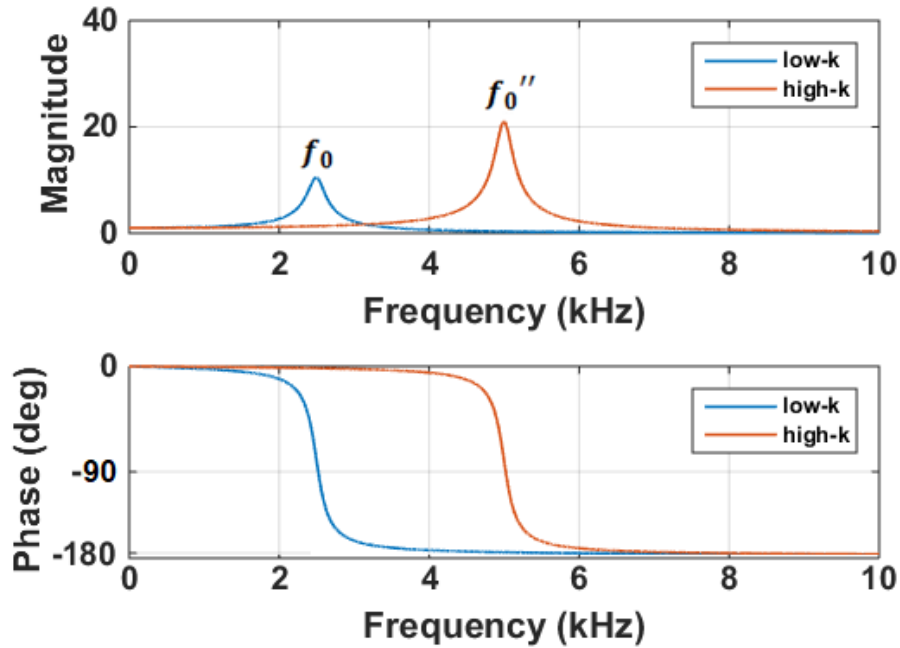 40
20
0
Magnitude
f₀
f₀''
low-k
high-k
0 2 4 6 8 10
Frequency (kHz)
0
-90
-180
Phase (deg)
low-k
high-k
0 2 4 6 8 10
Frequency (kHz)